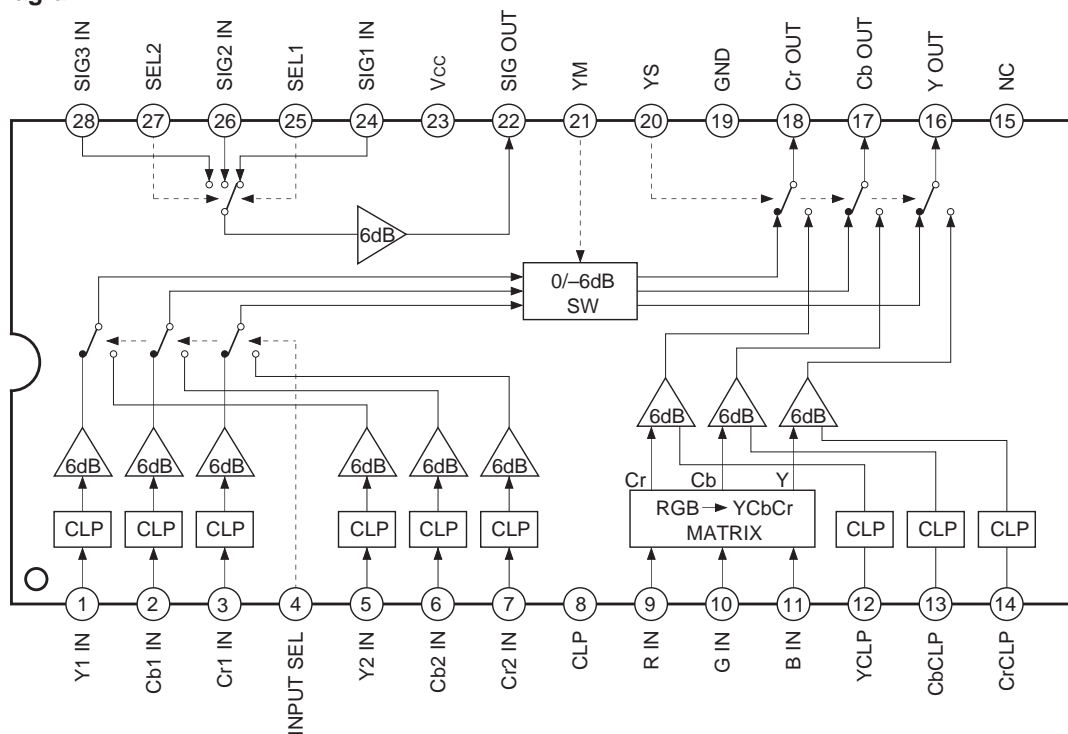 SIG3 IN
SEL2
SIG2 IN
SEL1
SIG1 IN
Vcc
SIG OUT
YM
YS
GND
Cr OUT
Cb OUT
Y OUT
NC
28 27 26 25 24 23 22 21 20 19 18 17 16 15
6dB
0/–6dB
SW
6dB 6dB 6dB
6dB 6dB 6dB 6dB 6dB 6dB
Cr Cb Y
RGB → YCbCr
MATRIX
CLP CLP CLP CLP CLP CLP CLP CLP CLP
1 2 3 4 5 6 7 8 9 10 11 12 13 14
Y1 IN
Cb1 IN
Cr1 IN
INPUT SEL
Y2 IN
Cb2 IN
Cr2 IN
CLP
R IN
G IN
B IN
YCLP
CbCLP
CrCLP